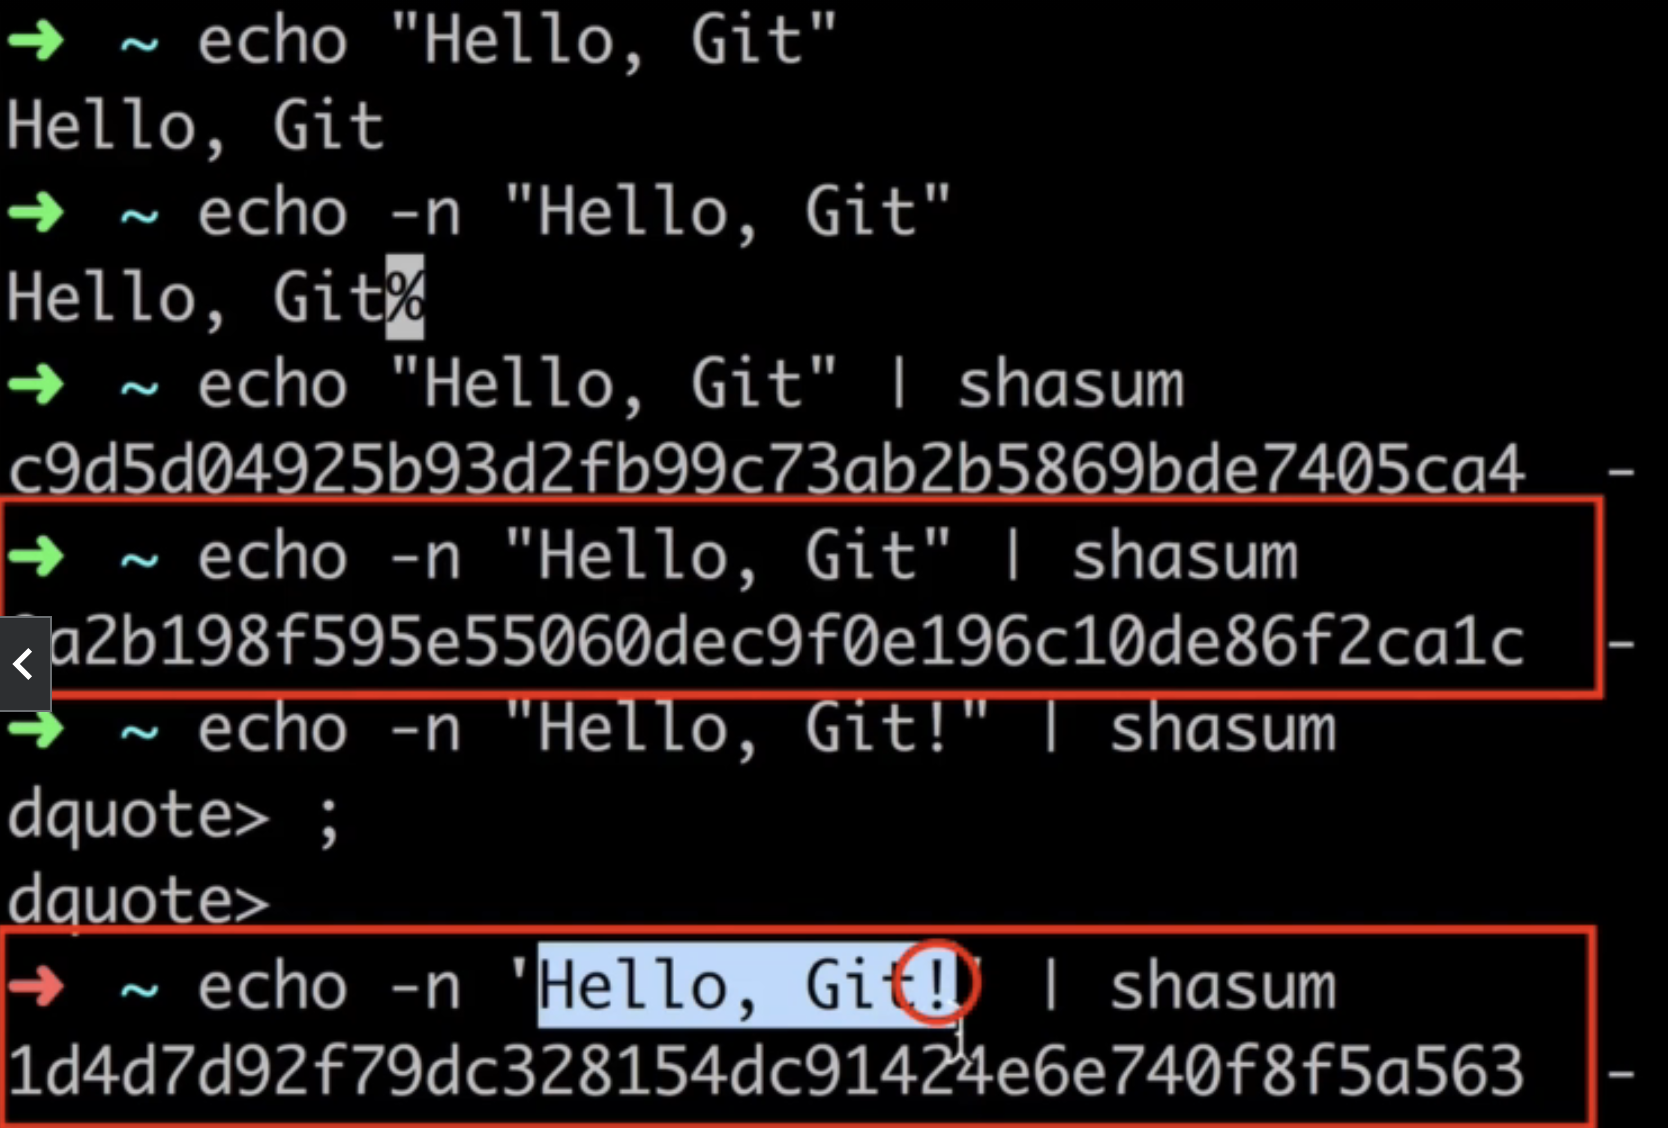 ➜ ~ echo "Hello, Git"
Hello, Git
➜ ~ echo -n "Hello, Git"
Hello, Git%
➜ ~ echo "Hello, Git" | shasum
c9d5d04925b93d2fb99c73ab2b5869bde7405ca4 -
➜ ~ echo -n "Hello, Git" | shasum
a2b198f595e55060dec9f0e196c10de86f2ca1c -
➜ ~ echo -n "Hello, Git!" | shasum
dquote> ;
dquote>
➜ ~ echo -n 'Hello, Git!' | shasum
1d4d7d92f79dc328154dc91424e6e740f8f5a563 -